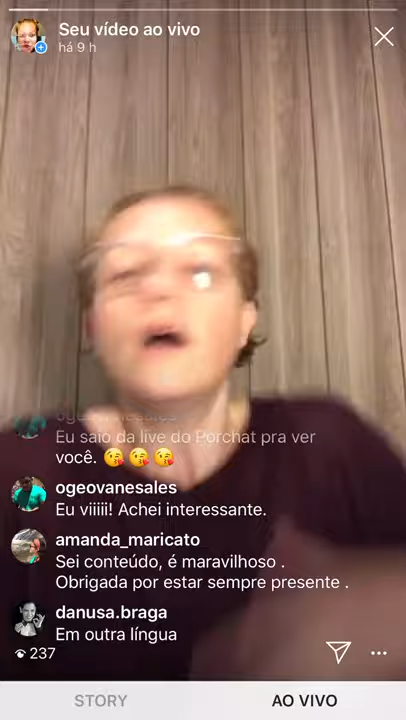 Seu vídeo ao vivo
há 9 h
ogeovanesales
Eu saio da live do Porchat pra ver
você. 😘😘😘
ogeovanesales
Eu viiiii! Achei interessante.
amanda_maricato
Sei conteúdo, é maravilhoso .
Obrigada por estar sempre presente .
danusa.braga
Em outra língua
237
STORY
AO VIVO